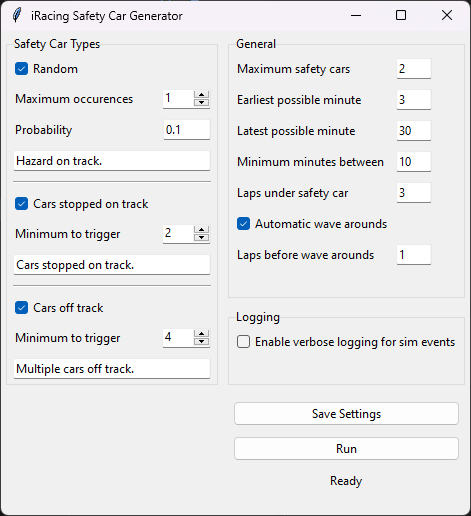 iRacing Safety Car Generator
Safety Car Types
Random
Maximum occurences 1
Probability 0.1
Hazard on track.
Cars stopped on track
Minimum to trigger 2
Cars stopped on track.
Cars off track
Minimum to trigger 4
Multiple cars off track.
General
Maximum safety cars 2
Earliest possible minute 3
Latest possible minute 30
Minimum minutes between 10
Laps under safety car 3
Automatic wave arounds
Laps before wave arounds 1
Logging
Enable verbose logging for sim events
Save Settings
Run
Ready